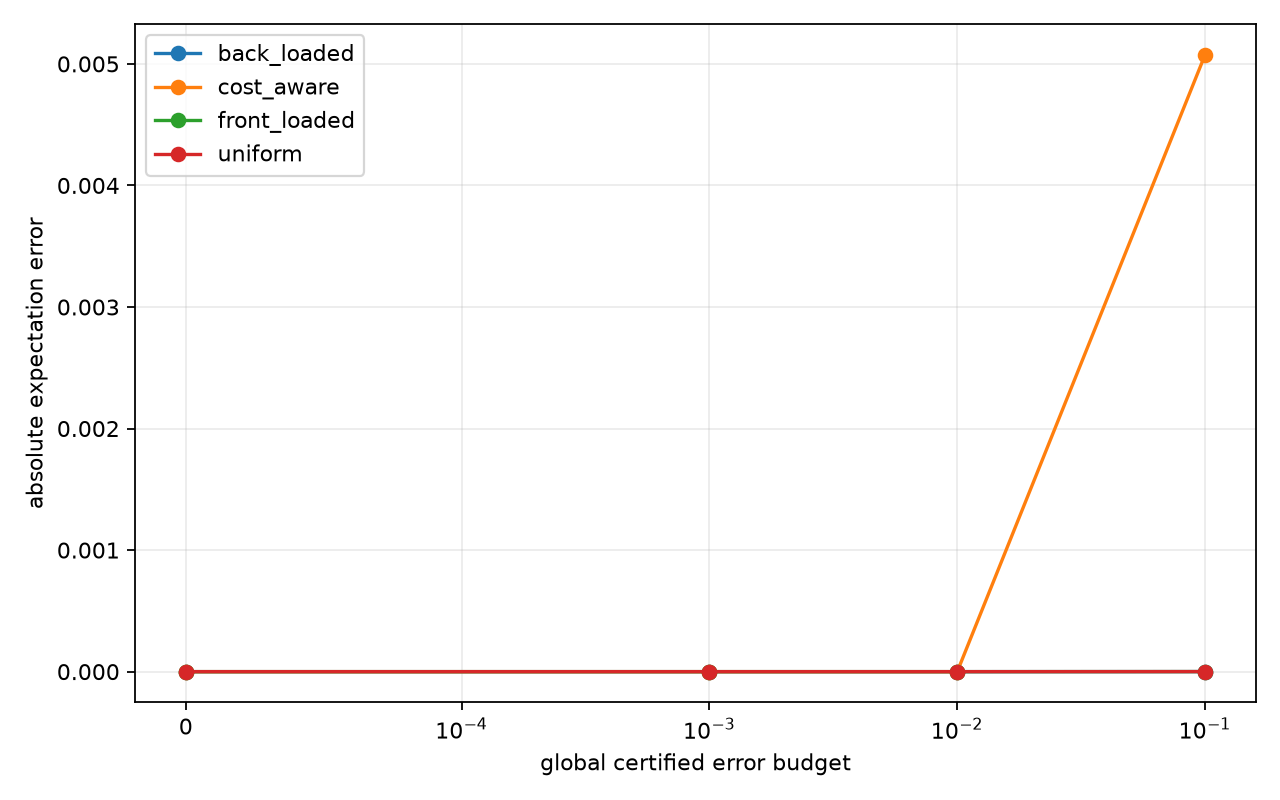 back_loaded
cost_aware
front_loaded
uniform
absolute expectation error
0.005
0.004
0.003
0.002
0.001
0.000
0
10⁻⁴
10⁻³
10⁻²
10⁻¹
global certified error budget